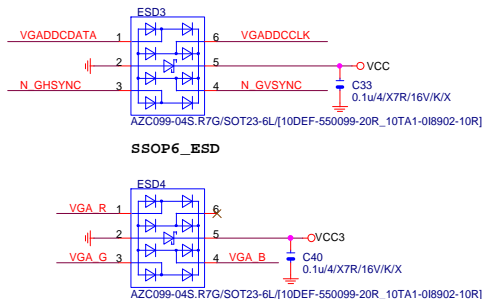 ESD3
VGADDCDATA 1 6 VGADDCCLK
2 5 VCC
N_GHSYNC 3 4 N_GVSYNC
C33
0.1u/4/X7R/16V/K/X
AZC099-04S.R7G/SOT23-6L/[10DEF-550099-20R_10TA1-0I8902-10R]
SSOP6_ESD
ESD4
VGA_R 1 6
2 5 VCC3
VGA_G 3 4 VGA_B
C40
0.1u/4/X7R/16V/K/X
AZC099-04S.R7G/SOT23-6L/[10DEF-550099-20R_10TA1-0I8902-10R]